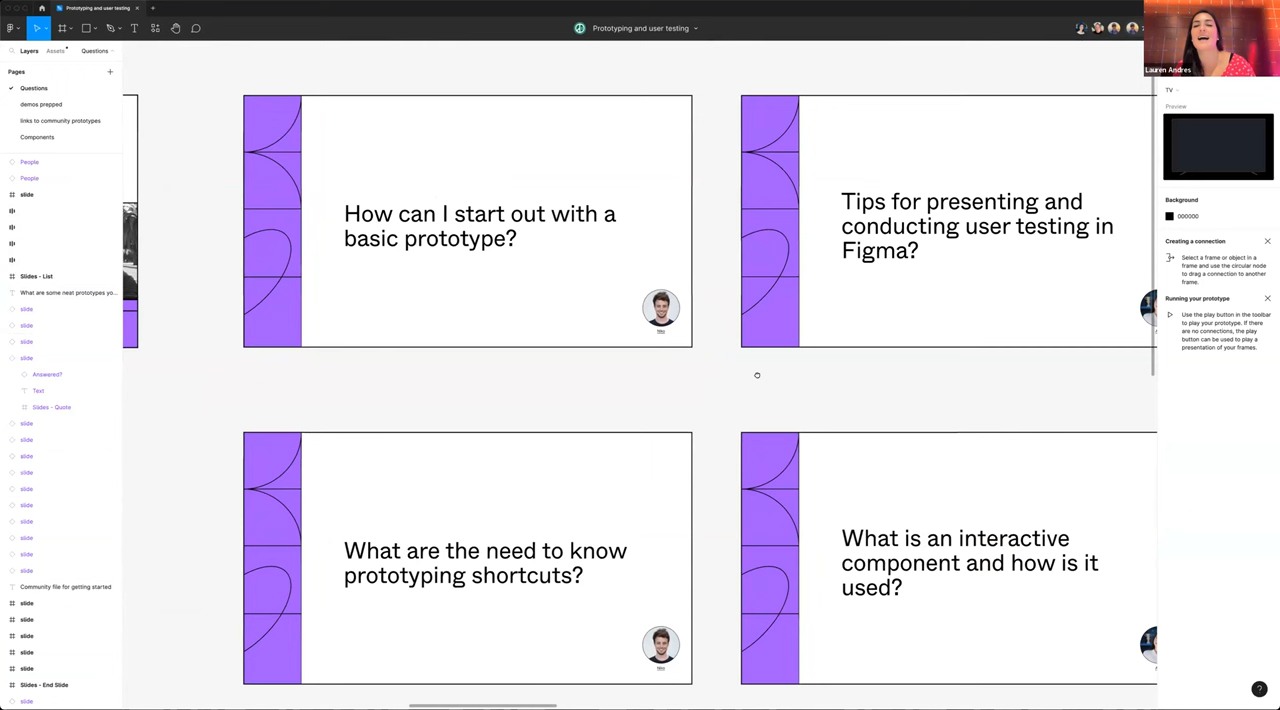 Prototyping and user testing
Prototyping and user testing
Lauren Andres
Layers
Assets
Questions
Pages
Questions
demos prepped
links to community prototypes
Components
People
People
slide
Slides - List
What are some neat prototypes yo...
slide
slide
slide
slide
Answered?
Text
Slides - Quote
slide
slide
slide
slide
slide
slide
slide
slide
slide
slide
Community file for getting started
slide
slide
slide
slide
slide
Slides - End Slide
slide
How can I start out with a
basic prototype?
Tips for presenting and
conducting user testing in
Figma?
What are the need to know
prototyping shortcuts?
What is an interactive
component and how is it
used?
TV
Preview
Background
000000
Creating a connection
Select a frame or object in a
frame and use the circular node
to drag a connection to another
frame.
Running your prototype
Use the play button in the toolbar
to play your prototype. If there
are no connections, the play
button can be used to play a
presentation of your frames.
?